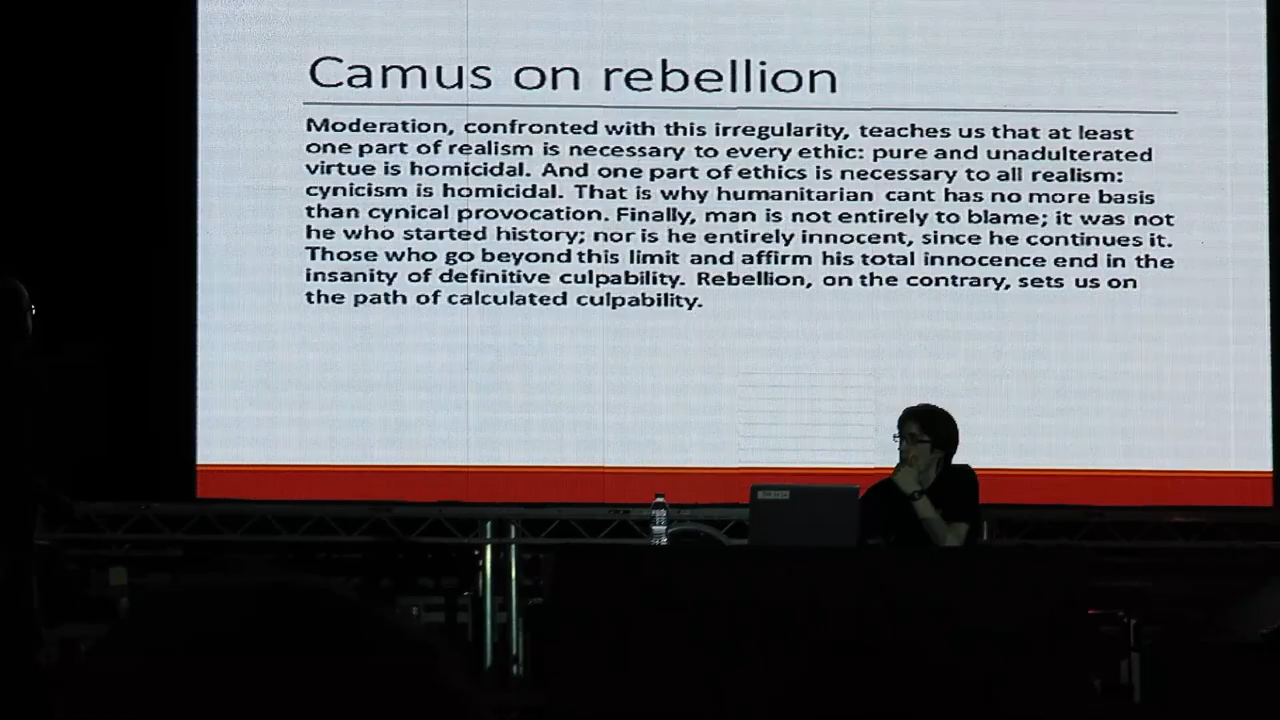 Camus on rebellion
Moderation, confronted with this irregularity, teaches us that at least
one part of realism is necessary to every ethic: pure and unadulterated
virtue is homicidal. And one part of ethics is necessary to all realism:
cynicism is homicidal. That is why humanitarian cant has no more basis
than cynical provocation. Finally, man is not entirely to blame; it was not
he who started history; nor is he entirely innocent, since he continues it.
Those who go beyond this limit and affirm his total innocence end in the
insanity of definitive culpability. Rebellion, on the contrary, sets us on
the path of calculated culpability.